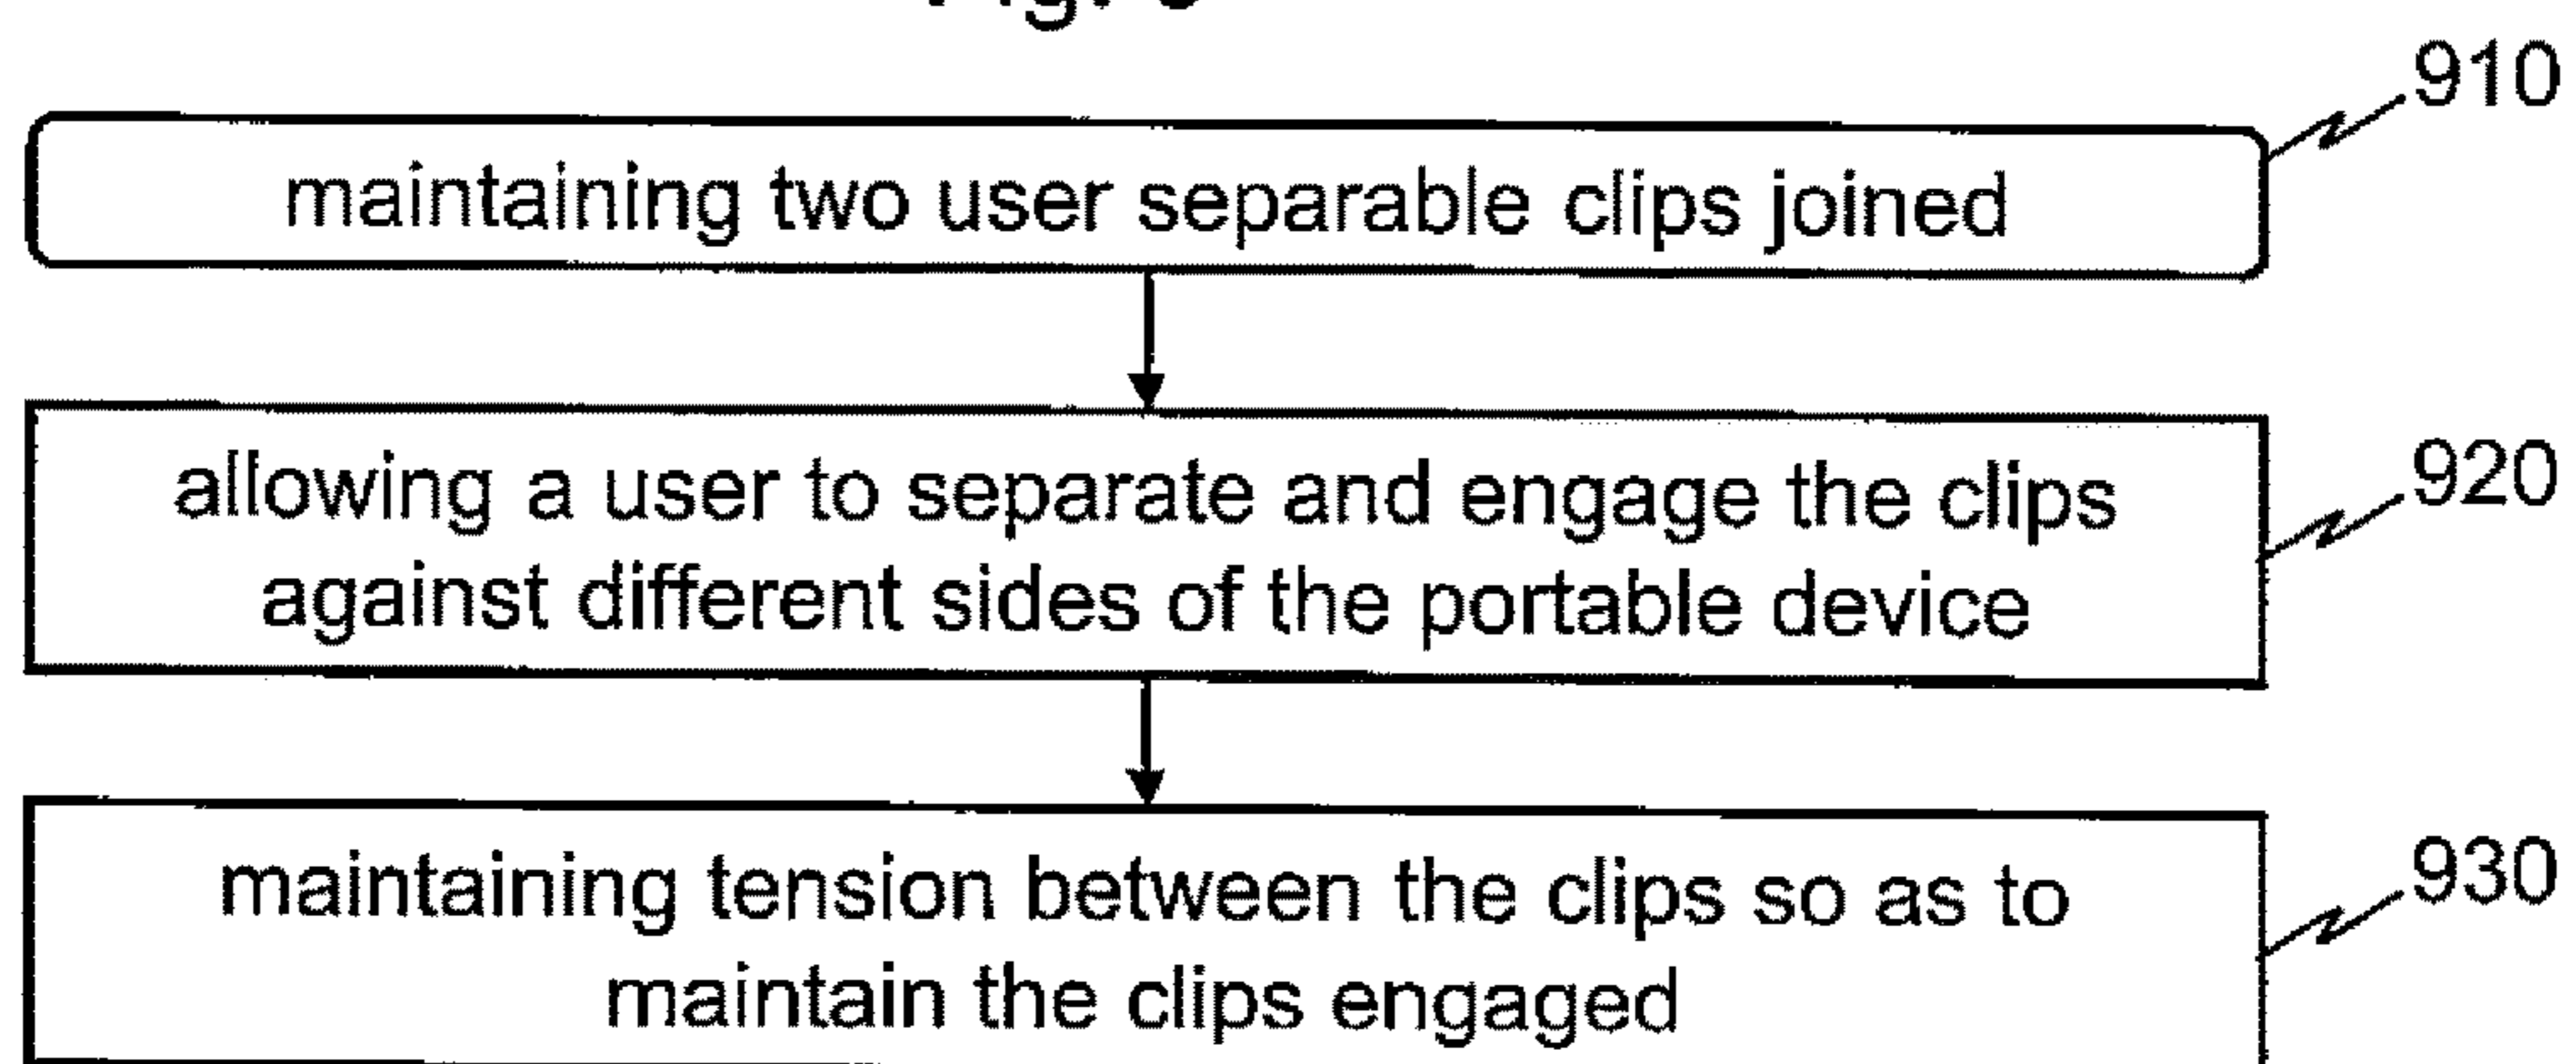 910
maintaining two user separable clips joined
allowing a user to separate and engage the clips
against different sides of the portable device
920
maintaining tension between the clips so as to
maintain the clips engaged
930